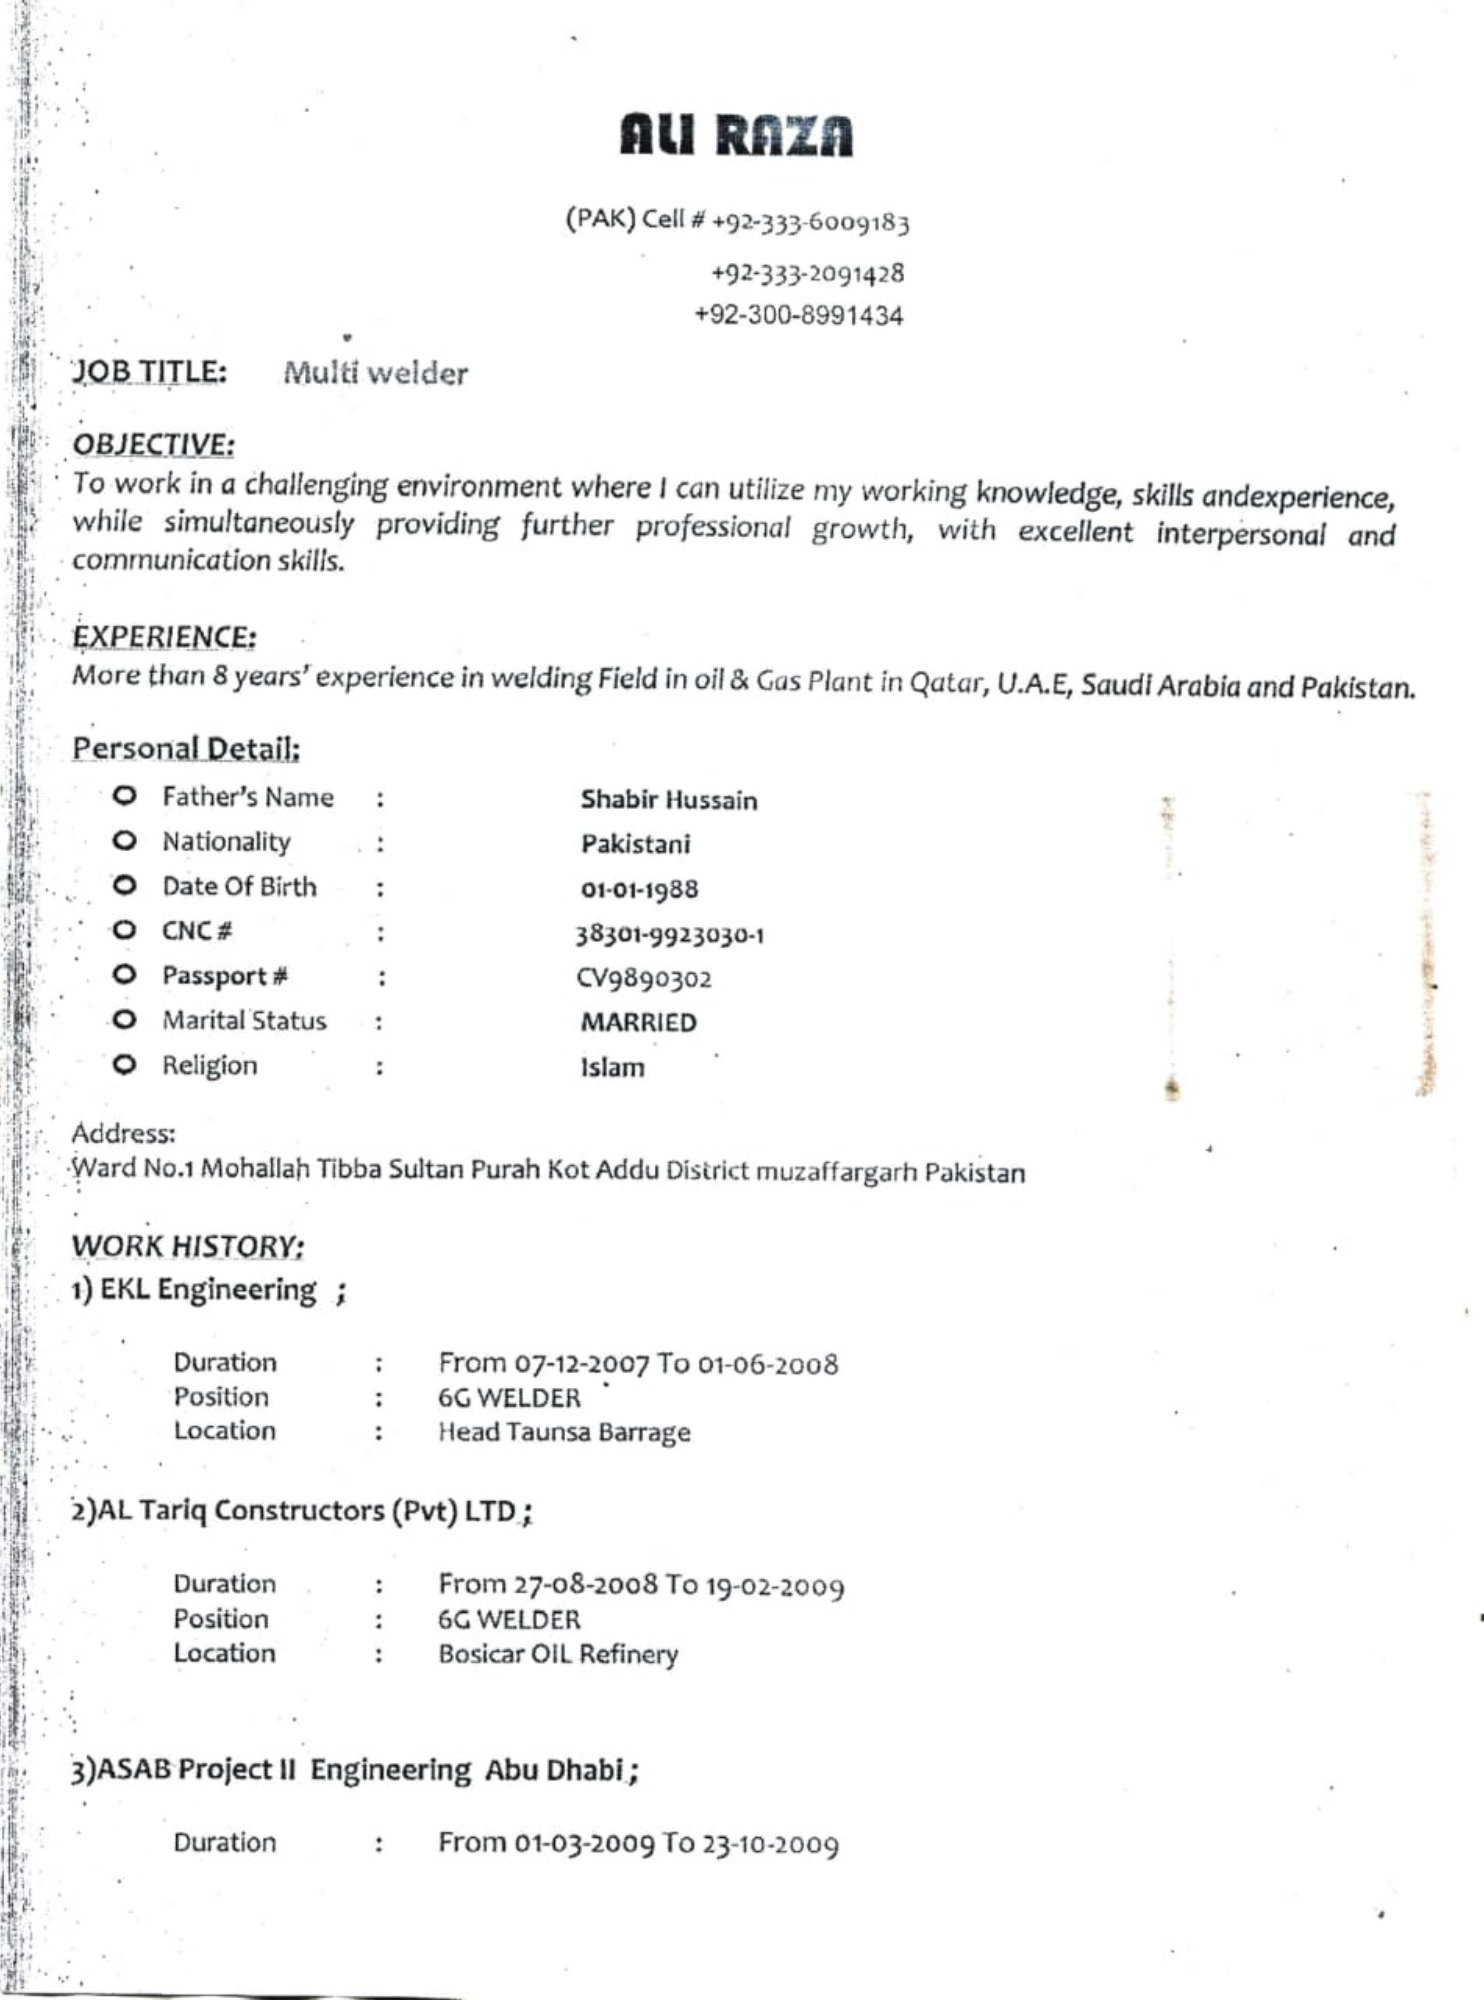 ALI RAZA
(PAK) Cell # +92-333-6009183
+92-333-2091428
+92-300-8991434
JOB TITLE: Multi welder
OBJECTIVE:
To work in a challenging environment where I can utilize my working knowledge, skills andexperience,
while simultaneously providing further professional growth, with excellent interpersonal and
communication skills.
EXPERIENCE:
More than 8 years' experience in welding Field in oil & Gas Plant in Qatar, U.A.E, Saudi Arabia and Pakistan.
Personal Detail:
O Father's Name : Shabir Hussain
O Nationality : Pakistani
O Date Of Birth : 01-01-1988
O CNC # : 38301-9923030-1
O Passport # : CV9890302
O Marital Status : MARRIED
O Religion : Islam
Address:
Ward No.1 Mohallah Tibba Sultan Purah Kot Addu District muzaffargarh Pakistan
WORK HISTORY:
1) EKL Engineering ;
Duration : From 07-12-2007 To 01-06-2008
Position : 6G WELDER
Location : Head Taunsa Barrage
2)AL Tariq Constructors (Pvt) LTD ;
Duration : From 27-08-2008 To 19-02-2009
Position : 6G WELDER
Location : Bosicar OIL Refinery
3)ASAB Project II Engineering Abu Dhabi ;
Duration : From 01-03-2009 To 23-10-2009